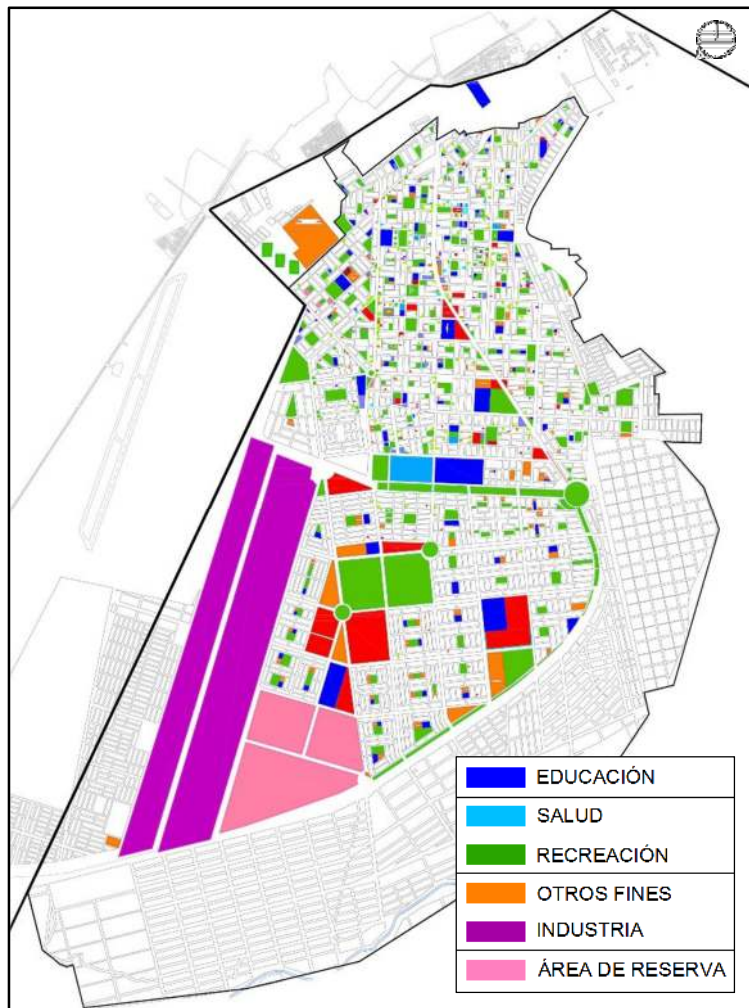 EDUCACIÓN
SALUD
RECREACIÓN
OTROS FINES
INDUSTRIA
ÁREA DE RESERVA